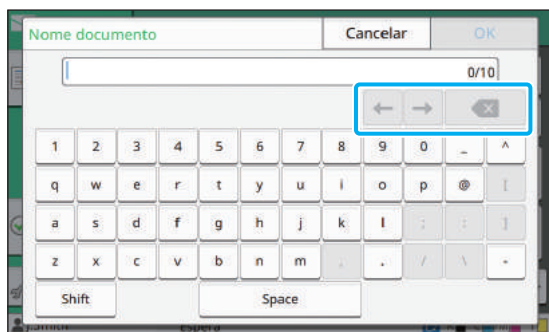 Nome documento Cancelar OK
0/10
← →
1 2 3 4 5 6 7 8 9 0 _ ^
q w e r t y u i o p @ [
a s d f g h j k l ; : ]
z x c v b n m , . / \ -
Shift Space
J.Smith Espera